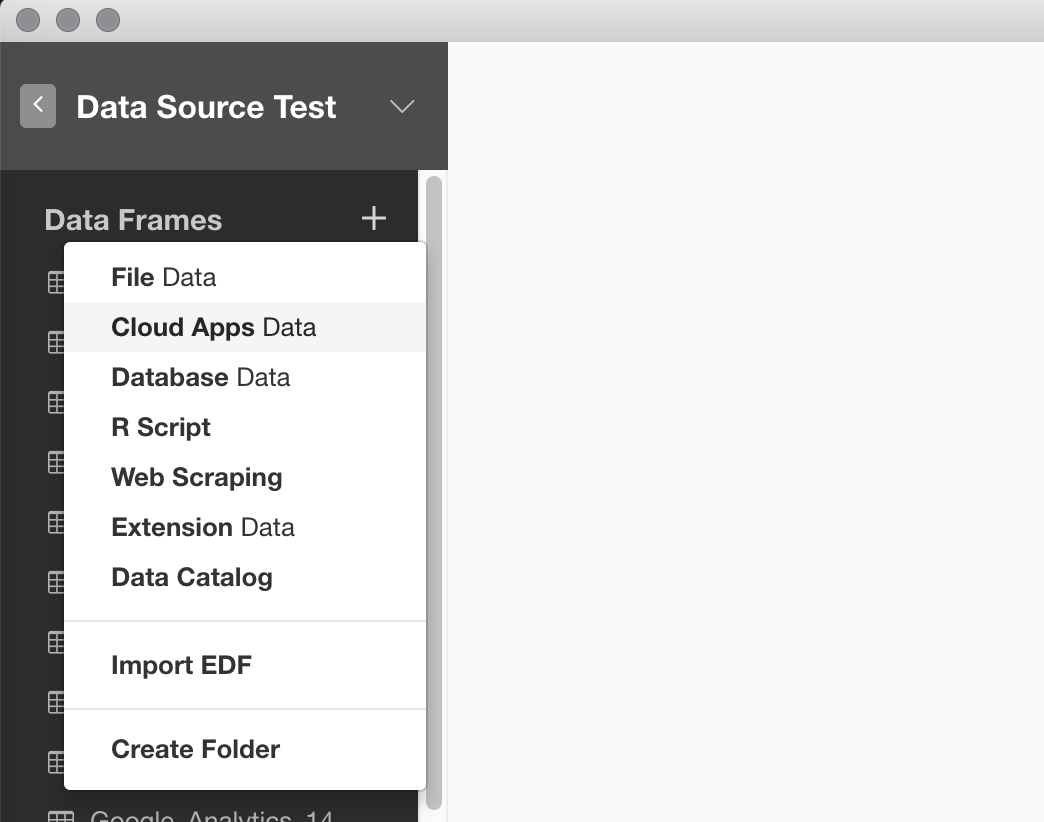 Data Source Test
Data Frames
File Data
Cloud Apps Data
Database Data
R Script
Web Scraping
Extension Data
Data Catalog
Import EDF
Create Folder
Google_Analytics_14